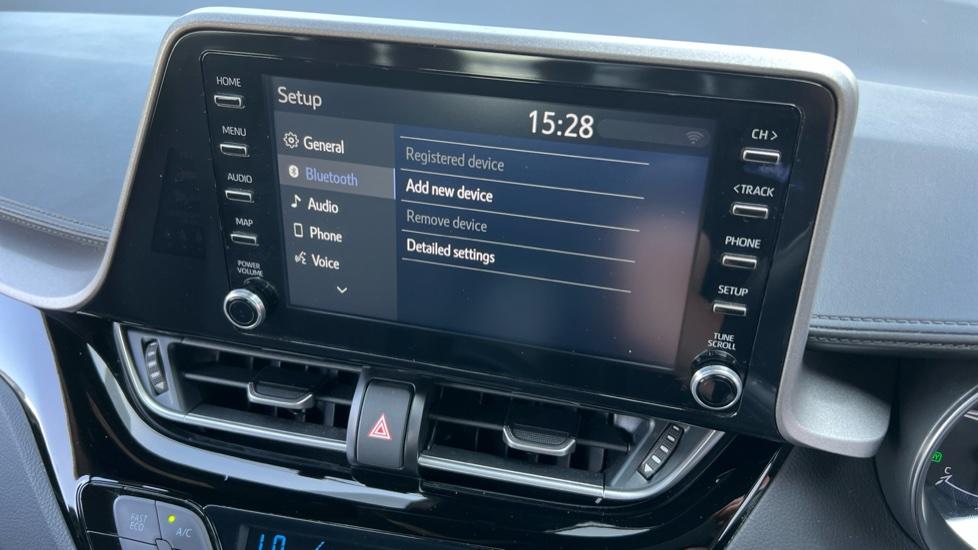 HOME
MENU
AUDIO
MAP
POWER
VOLUME
Setup
15:28
General
Bluetooth
Audio
Phone
Voice
Registered device
Add new device
Remove device
Detailed settings
CH >
< TRACK
PHONE
SETUP
TUNE
SCROLL
FAST
ECO
A/C
C